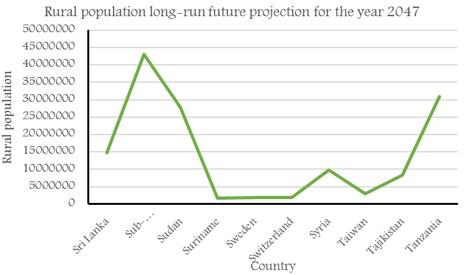 Rural population long-run future projection for the year 2047
50000000
45000000
40000000
35000000
30000000
25000000
20000000
15000000
10000000
5000000
0
Rural population
Sri Lanka
Sub-...
Sudan
Suriname
Sweden
Switzerland
Syria
Taiwan
Tajikistan
Tanzania
Country